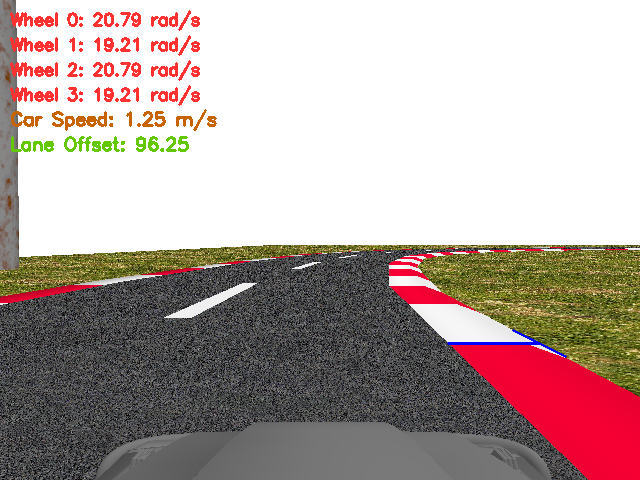 Wheel 0: 20.79 rad/s
Wheel 1: 19.21 rad/s
Wheel 2: 20.79 rad/s
Wheel 3: 19.21 rad/s
Car Speed: 1.25 m/s
Lane Offset: 96.25